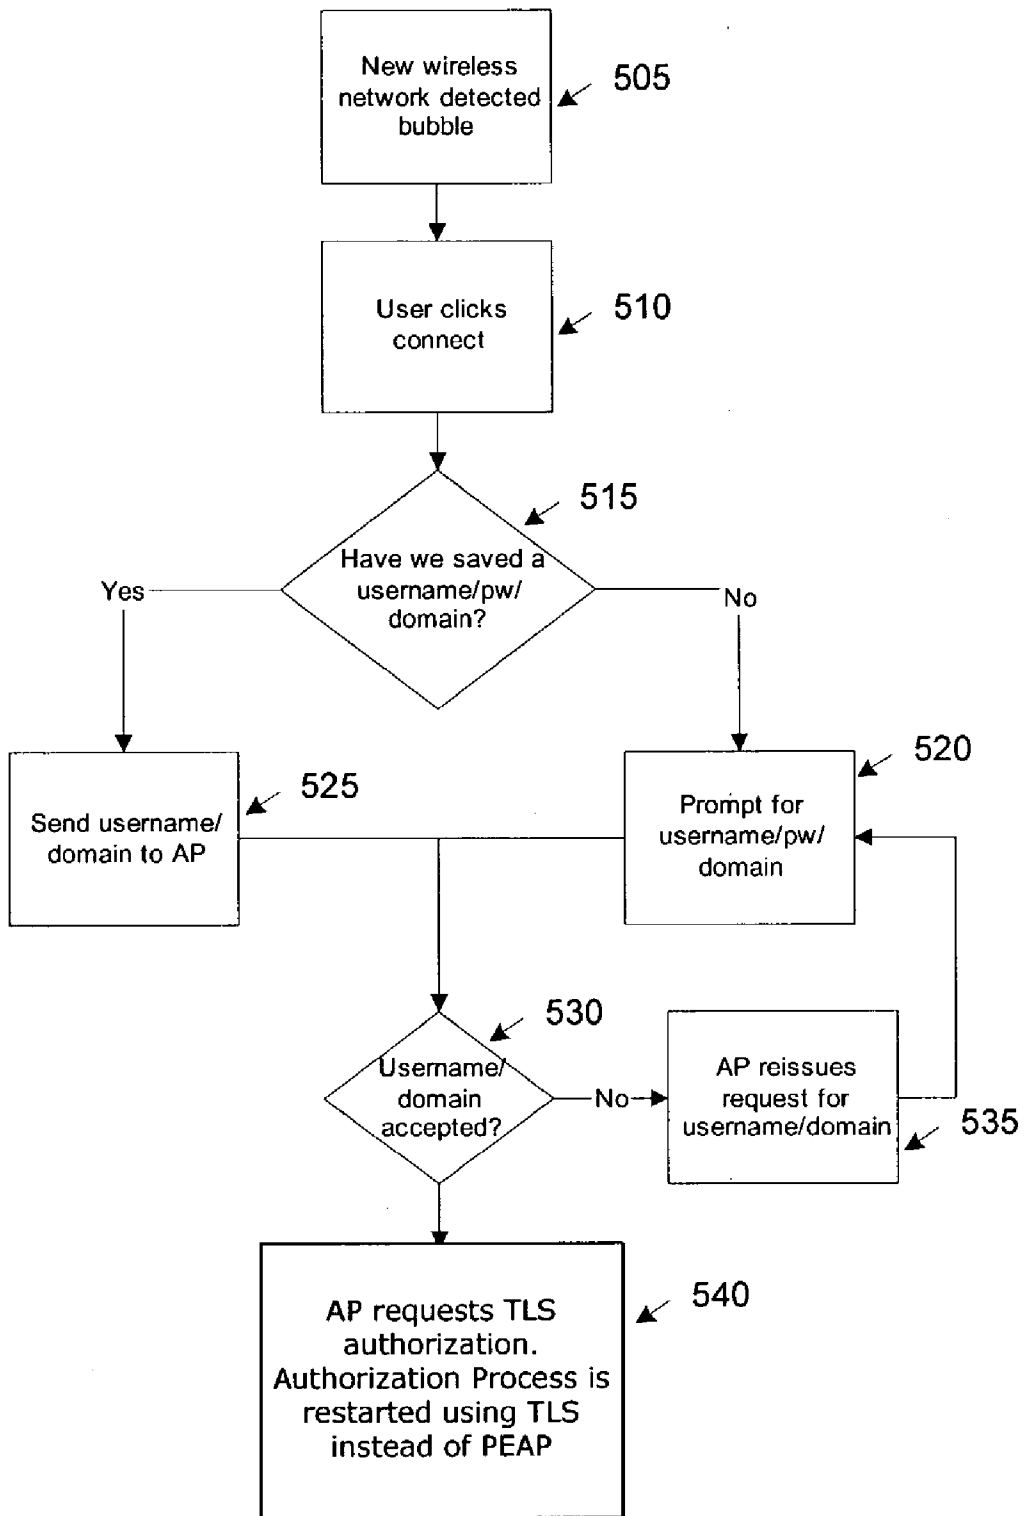 New wireless
network detected
bubble
505
User clicks
connect
510
515
Have we saved a
username/pw/
domain?
Yes
No
520
525
Send username/
domain to AP
Prompt for
username/pw/
domain
530
Username/
domain
accepted?
No
AP reissues
request for
username/domain
535
540
AP requests TLS
authorization.
Authorization Process is
restarted using TLS
instead of PEAP